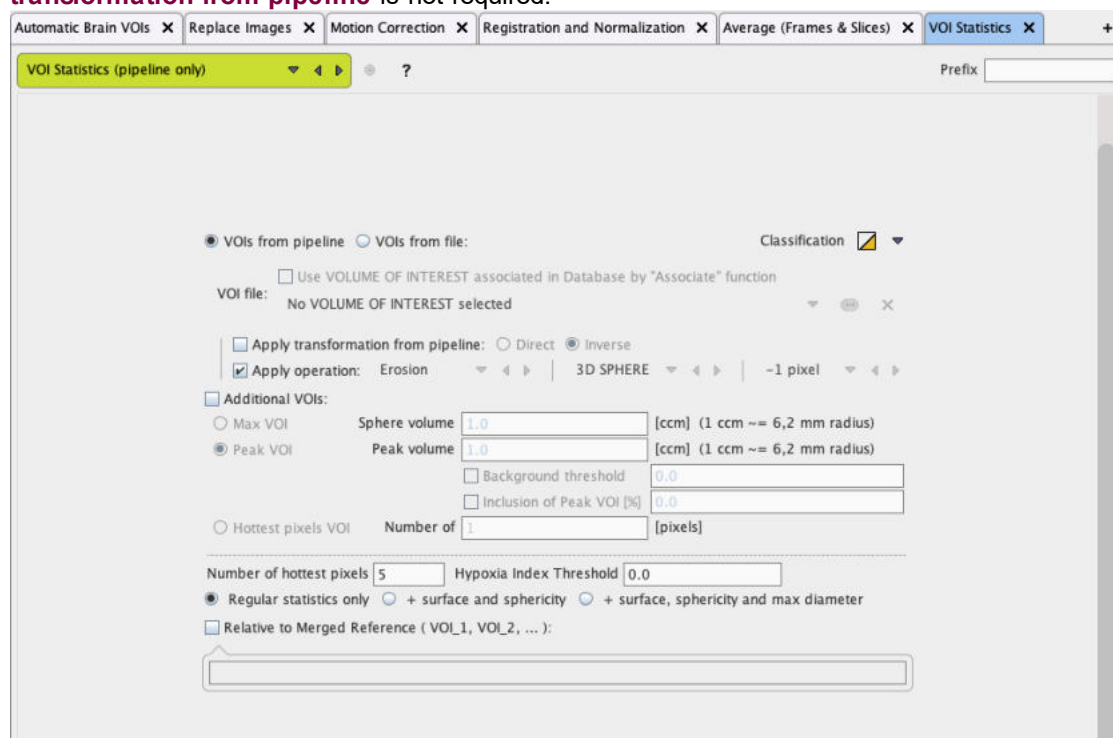 transformation from pipeline is not required.
Automatic Brain VOIs X Replace Images X Motion Correction X Registration and Normalization X Average (Frames & Slices) X VOI Statistics X +
VOI Statistics (pipeline only) ? Prefix
VOIs from pipeline VOIs from file: Classification
Use VOLUME OF INTEREST associated in Database by "Associate" function
VOI file:
No VOLUME OF INTEREST selected
Apply transformation from pipeline: Direct Inverse
Apply operation: Erosion 3D SPHERE -1 pixel
Additional VOIs:
Max VOI Sphere volume 1.0 [ccm] (1 ccm ~= 6,2 mm radius)
Peak VOI Peak volume 1.0 [ccm] (1 ccm ~= 6,2 mm radius)
Background threshold 0.0
Inclusion of Peak VOI [%] 0.0
Hottest pixels VOI Number of 1 [pixels]
Number of hottest pixels 5 Hypoxia Index Threshold 0.0
Regular statistics only + surface and sphericity + surface, sphericity and max diameter
Relative to Merged Reference ( VOI_1, VOI_2, ... ):